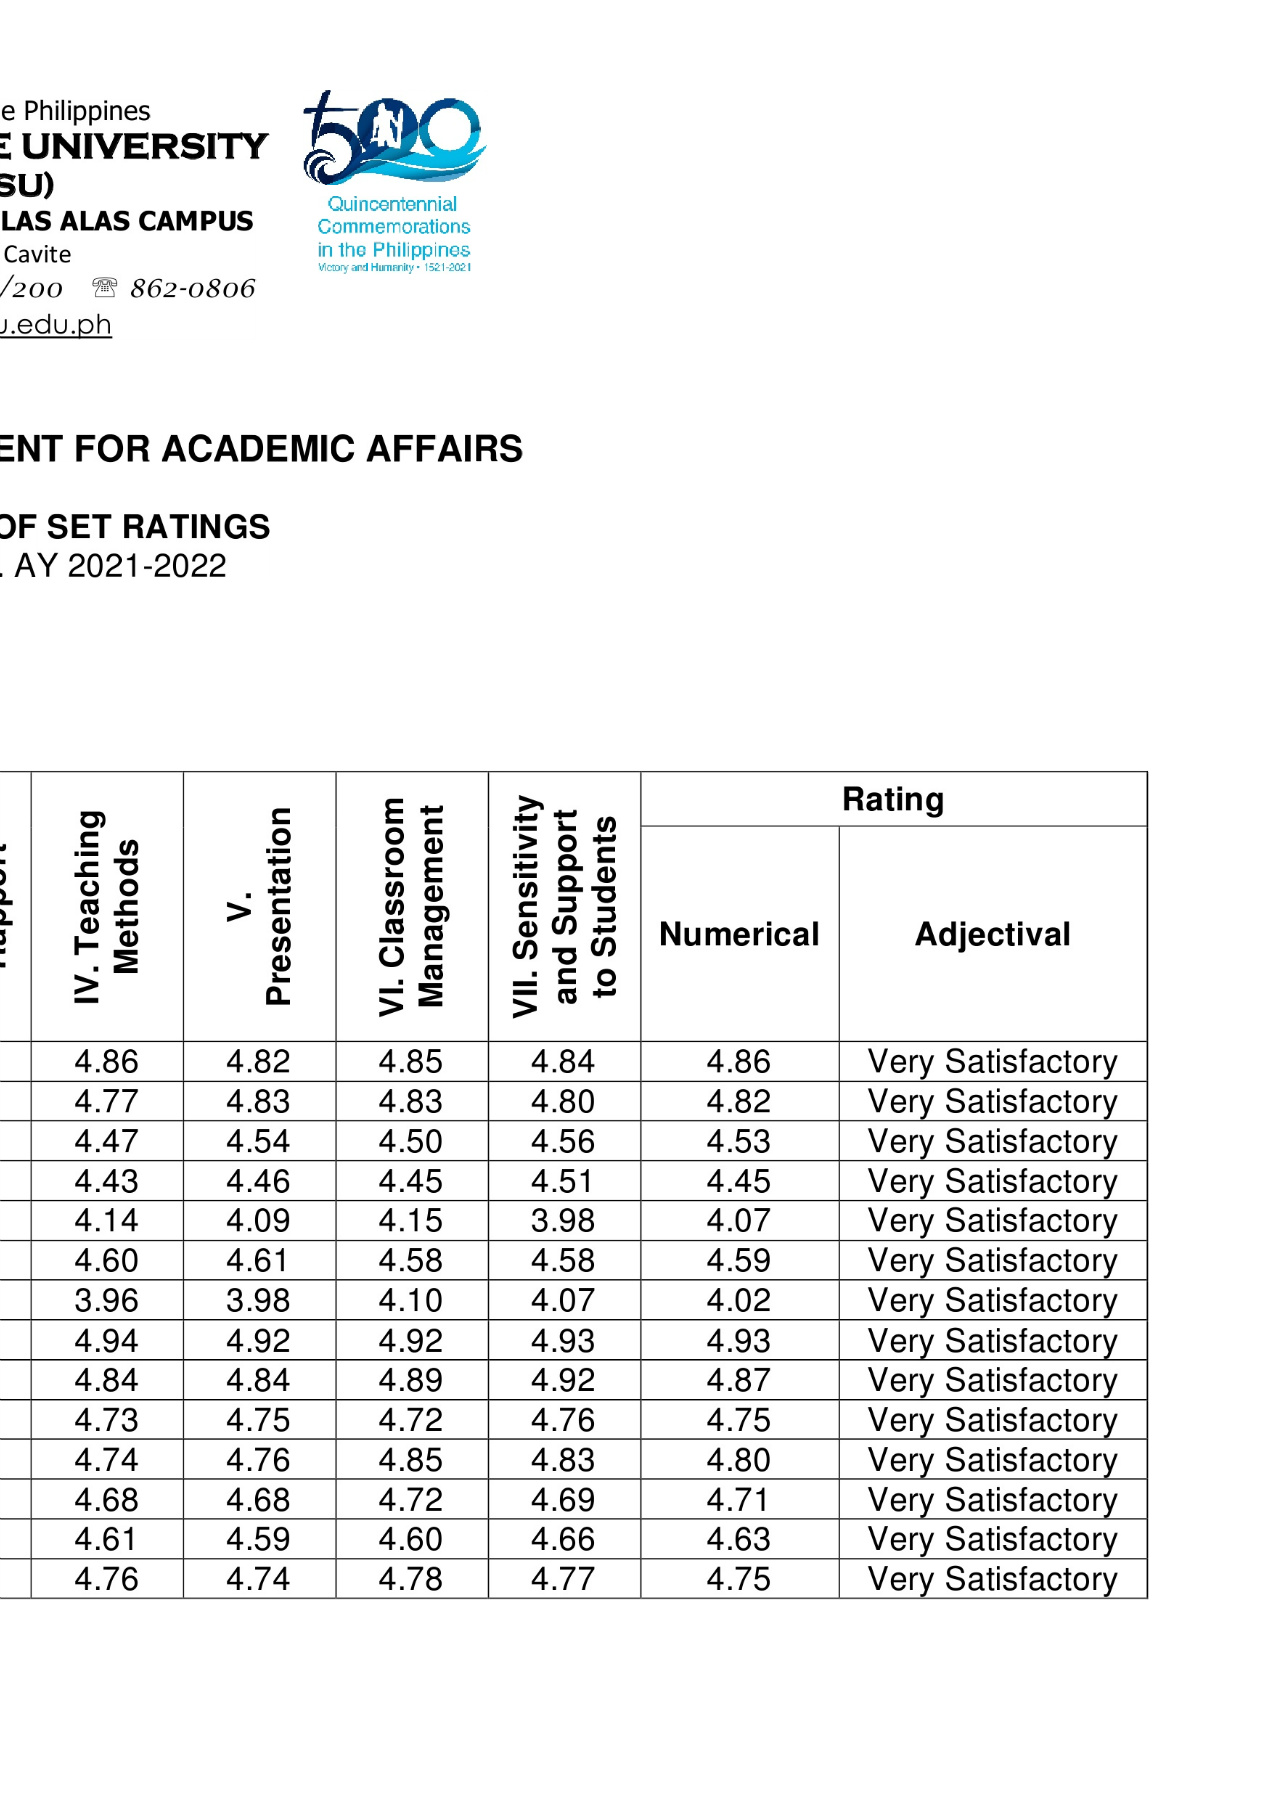 e Philippines
E UNIVERSITY
SU)
LAS ALAS CAMPUS
Cavite
/200 ☏ 862-0806
u.edu.ph
500
Quincentennial
Commemorations
in the Philippines
Victory and Humanity • 1521-2021
ENT FOR ACADEMIC AFFAIRS
OF SET RATINGS
. AY 2021-2022
IV. Teaching
Methods
V.
Presentation
VI. Classroom
Management
VII. Sensitivity
and Support
to Students
Rating
Numerical Adjectival
4.86 4.82 4.85 4.84 4.86 Very Satisfactory
4.77 4.83 4.83 4.80 4.82 Very Satisfactory
4.47 4.54 4.50 4.56 4.53 Very Satisfactory
4.43 4.46 4.45 4.51 4.45 Very Satisfactory
4.14 4.09 4.15 3.98 4.07 Very Satisfactory
4.60 4.61 4.58 4.58 4.59 Very Satisfactory
3.96 3.98 4.10 4.07 4.02 Very Satisfactory
4.94 4.92 4.92 4.93 4.93 Very Satisfactory
4.84 4.84 4.89 4.92 4.87 Very Satisfactory
4.73 4.75 4.72 4.76 4.75 Very Satisfactory
4.74 4.76 4.85 4.83 4.80 Very Satisfactory
4.68 4.68 4.72 4.69 4.71 Very Satisfactory
4.61 4.59 4.60 4.66 4.63 Very Satisfactory
4.76 4.74 4.78 4.77 4.75 Very Satisfactory